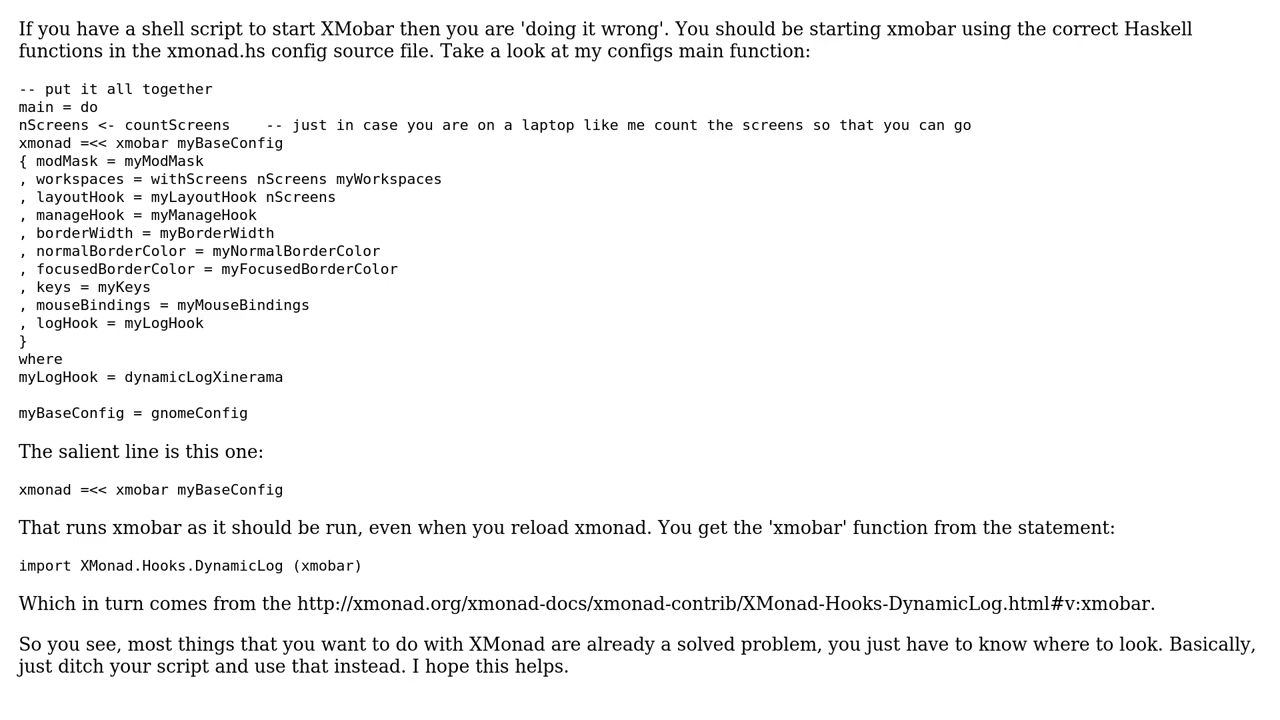 If you have a shell script to start XMobar then you are 'doing it wrong'. You should be starting xmobar using the correct Haskell
functions in the xmonad.hs config source file. Take a look at my configs main function:
-- put it all together
main = do
nScreens <- countScreens    -- just in case you are on a laptop like me count the screens so that you can go
xmonad =<< xmobar myBaseConfig
{ modMask = myModMask
, workspaces = withScreens nScreens myWorkspaces
, layoutHook = myLayoutHook nScreens
, manageHook = myManageHook
, borderWidth = myBorderWidth
, normalBorderColor = myNormalBorderColor
, focusedBorderColor = myFocusedBorderColor
, keys = myKeys
, mouseBindings = myMouseBindings
, logHook = myLogHook
}
where
myLogHook = dynamicLogXinerama
myBaseConfig = gnomeConfig
The salient line is this one:
xmonad =<< xmobar myBaseConfig
That runs xmobar as it should be run, even when you reload xmonad. You get the 'xmobar' function from the statement:
import XMonad.Hooks.DynamicLog (xmobar)
Which in turn comes from the http://xmonad.org/xmonad-docs/xmonad-contrib/XMonad-Hooks-DynamicLog.html#v:xmobar.
So you see, most things that you want to do with XMonad are already a solved problem, you just have to know where to look. Basically,
just ditch your script and use that instead. I hope this helps.